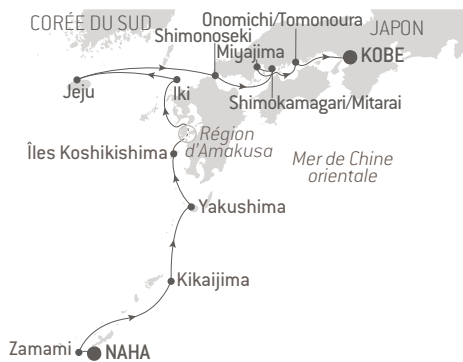 CORÉE DU SUD
Onomichi/Tomonoura
JAPON
Shimonoseki
Miyajima
KOBE
Jeju
Iki
Shimokamagari/Mitarai
Région
d'Amakusa
Îles Koshikishima
Mer de Chine
orientale
Yakushima
Kikaijima
Zamami
NAHA